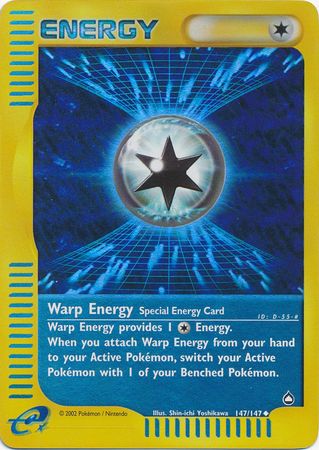 ENERGY
Warp Energy Special Energy Card
ID: D-55-#
Warp Energy provides 1 Energy.
When you attach Warp Energy from your hand
to your Active Pokémon, switch your Active
Pokémon with 1 of your Benched Pokémon.
e
© 2002 Pokémon / Nintendo Illus. Shin-ichi Yoshikawa 147/147 ◆